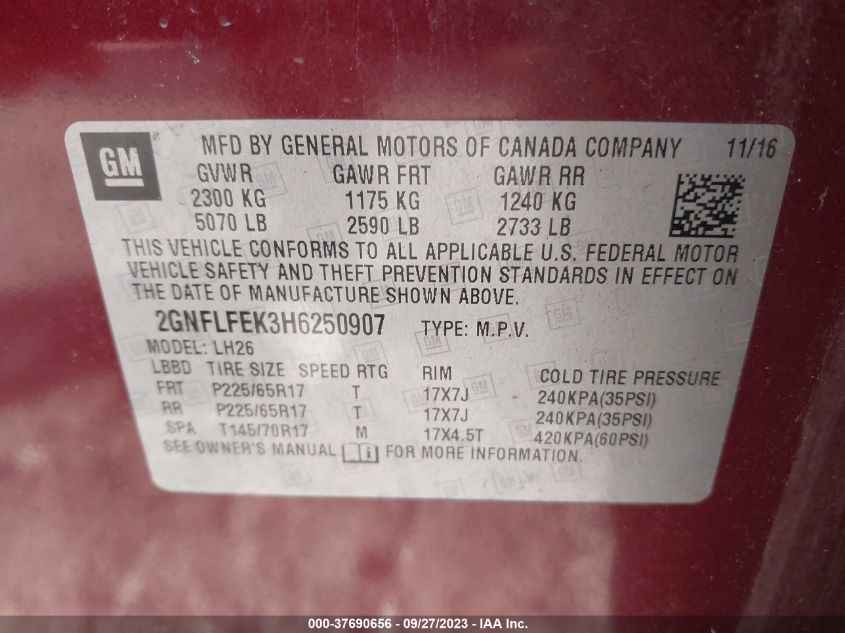 GM MFD BY GENERAL MOTORS OF CANADA COMPANY 11/16
GVWR GAWR FRT GAWR RR
2300 KG 1175 KG 1240 KG
5070 LB 2590 LB 2733 LB
THIS VEHICLE CONFORMS TO ALL APPLICABLE U.S. FEDERAL MOTOR
VEHICLE SAFETY AND THEFT PREVENTION STANDARDS IN EFFECT ON
THE DATE OF MANUFACTURE SHOWN ABOVE.
2GNFLFEK3H6250907 TYPE: M.P.V.
MODEL: LH26
LBBD TIRE SIZE SPEED RTG RIM COLD TIRE PRESSURE
FRT P225/65R17 T 17X7J 240KPA(35PSI)
RR P225/65R17 T 17X7J 240KPA(35PSI)
SPA T145/70R17 M 17X4.5T 420KPA(60PSI)
SEE OWNER'S MANUAL i FOR MORE INFORMATION.
000-37690656 - 09/27/2023 - IAA Inc.